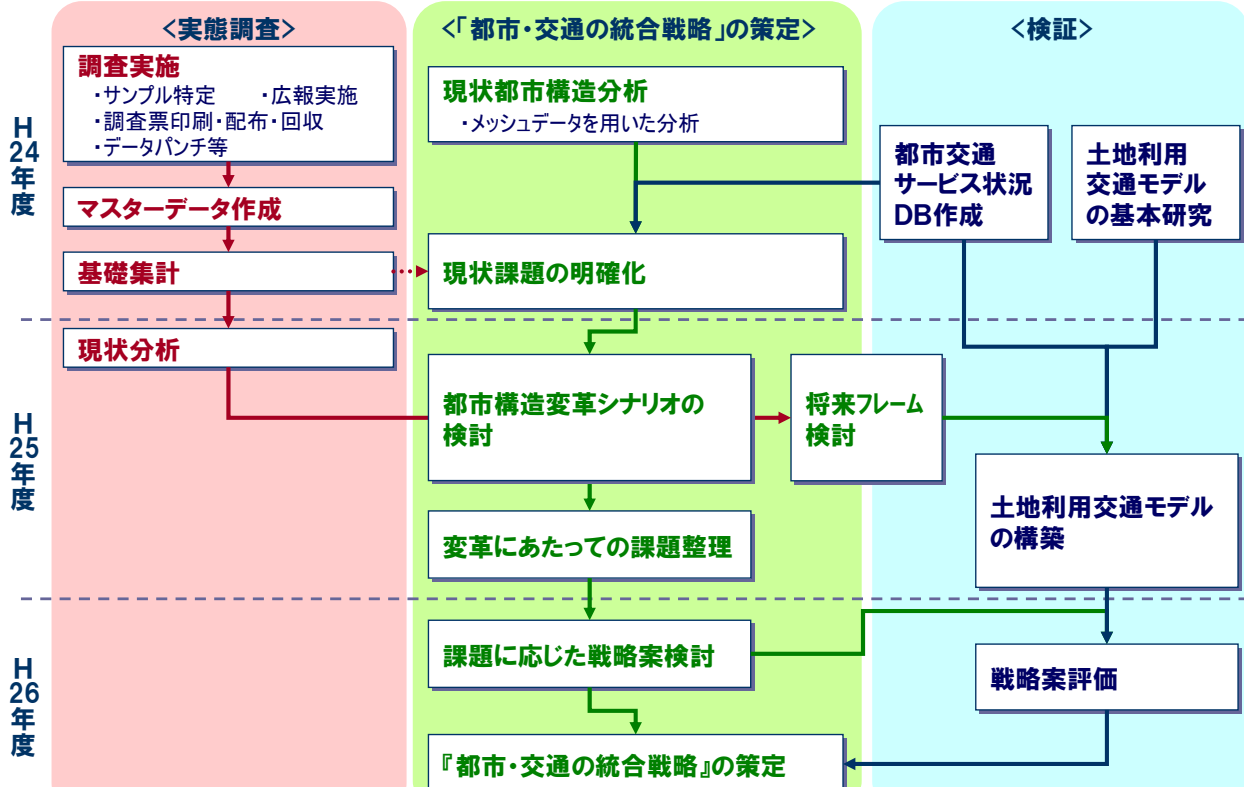 <実態調査>
<「都市・交通の統合戦略」の策定>
<検証>
H
24
年
度
調査実施
・サンプル特定　・広報実施
・調査票印刷・配布・回収
・データパンチ等
マスターデータ作成
基礎集計
現状都市構造分析
・メッシュデータを用いた分析
現状課題の明確化
都市交通
サービス状況
DB作成
土地利用
交通モデル
の基本研究
H
25
年
度
現状分析
都市構造変革シナリオの
検討
将来フレーム
検討
変革にあたっての課題整理
土地利用交通モデル
の構築
H
26
年
度
課題に応じた戦略案検討
戦略案評価
『都市・交通の統合戦略』の策定